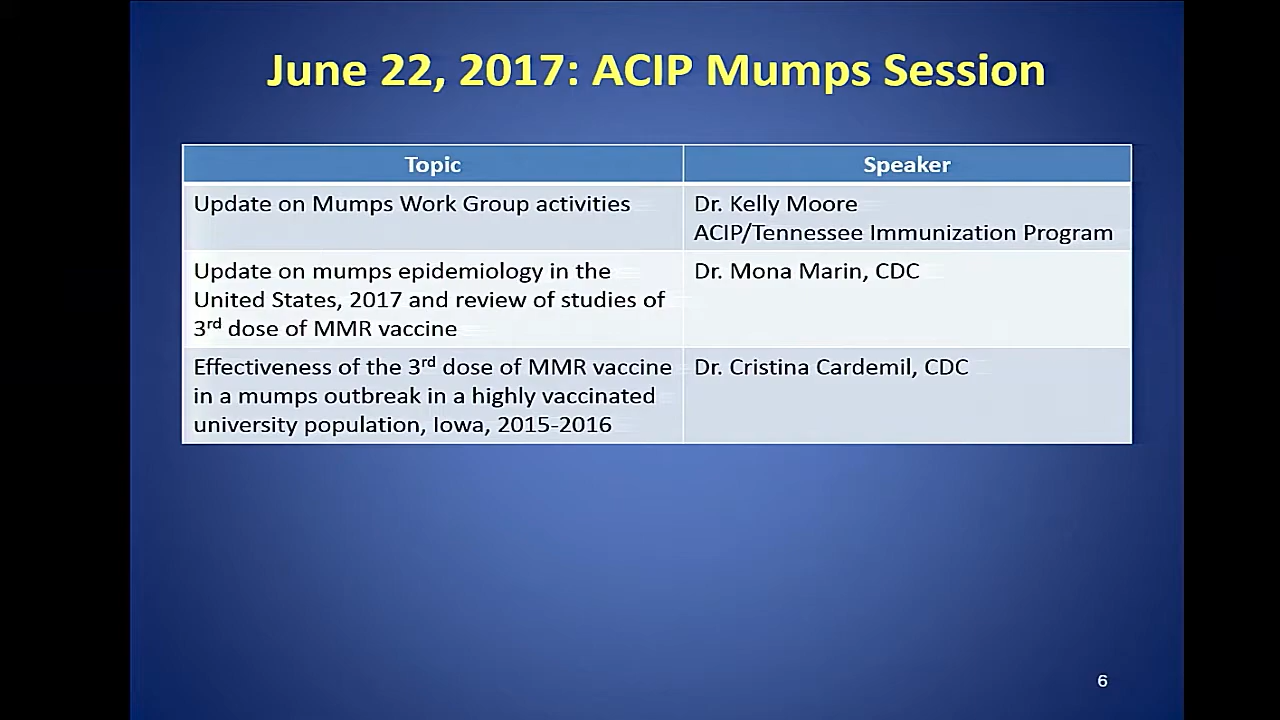 June 22, 2017: ACIP Mumps Session
Topic
Speaker
Update on Mumps Work Group activities
Dr. Kelly Moore
ACIP/Tennessee Immunization Program
Update on mumps epidemiology in the
United States, 2017 and review of studies of
3rd dose of MMR vaccine
Dr. Mona Marin, CDC
Effectiveness of the 3rd dose of MMR vaccine
in a mumps outbreak in a highly vaccinated
university population, Iowa, 2015-2016
Dr. Cristina Cardemil, CDC
6